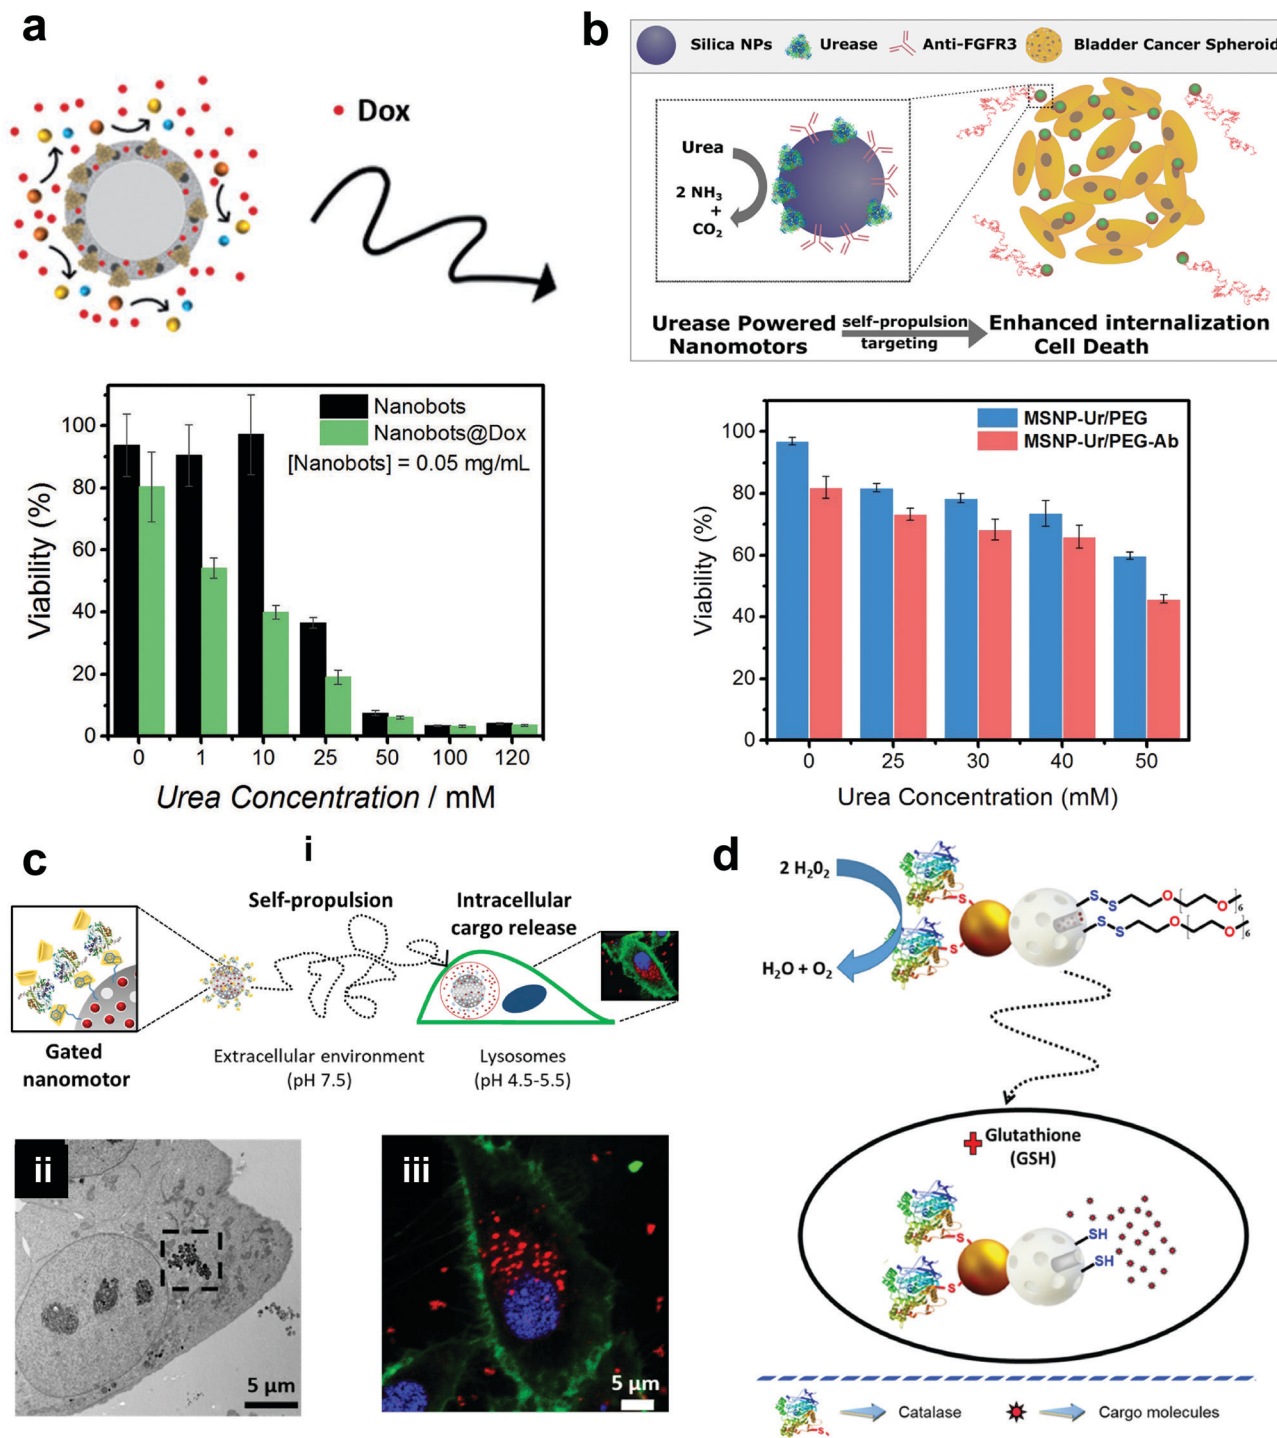 a
Dox
Viability (%)
100
80
60
40
20
0
Nanobots
Nanobots@Dox
[Nanobots] = 0.05 mg/mL
0 1 10 25 50 100 120
Urea Concentration / mM
b
Silica NPs Urease Anti-FGFR3 Bladder Cancer Spheroid
Urea
2 NH3
+
CO2
Urease Powered
Nanomotors
self-propulsion
targeting
Enhanced internalization
Cell Death
Viability (%)
100
80
60
40
20
0
MSNP-Ur/PEG
MSNP-Ur/PEG-Ab
0 25 30 40 50
Urea Concentration (mM)
c
i
Self-propulsion
Intracellular
cargo release
Gated
nanomotor
Extracellular environment
(pH 7.5)
Lysosomes
(pH 4.5-5.5)
ii
5 μm
iii
5 μm
d
2 H2O2
H2O + O2
S
S
S S O O 6
S S O O 6
Glutathione
(GSH)
S
S
SH
SH
Catalase
Cargo molecules